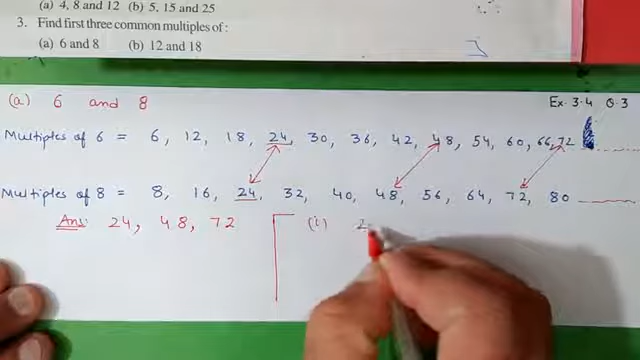 (a) 4, 8 and 12 (b) 5, 15 and 25
3. Find first three common multiples of :
(a) 6 and 8 (b) 12 and 18
(a) 6 and 8 Ex. 3.4 Q.3
Multiples of 6 = 6, 12, 18, 24, 30, 36, 42, 48, 54, 60, 66, 72
Multiples of 8 = 8, 16, 24, 32, 40, 48, 56, 64, 72, 80
Ans: 24, 48, 72 (i) 2